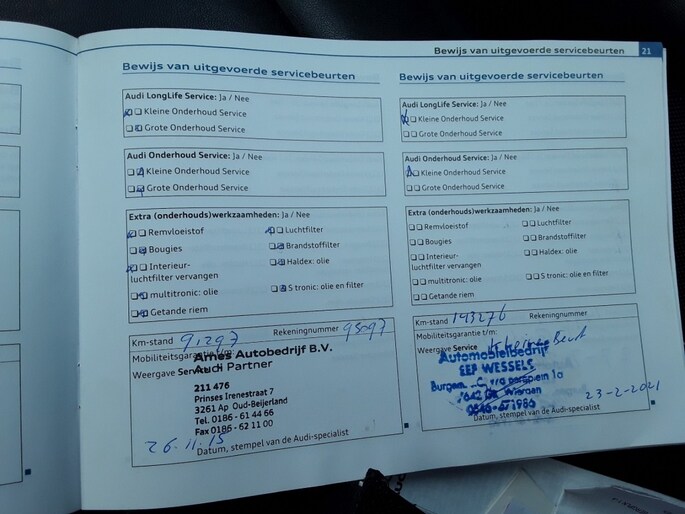 Bewijs van uitgevoerde servicebeurten 21
Bewijs van uitgevoerde servicebeurten
Audi LongLife Service: Ja / Nee
Kleine Onderhoud Service
Grote Onderhoud Service
Audi Onderhoud Service: Ja / Nee
Kleine Onderhoud Service
Grote Onderhoud Service
Extra (onderhouds)werkzaamheden: Ja / Nee
Remvloeistof
Luchtfilter
Bougies
Brandstoffilter
Interieur-
luchtfilter vervangen
Haldex: olie
multitronic: olie
S tronic: olie en filter
Getande riem
Km-stand 91297 Rekeningnummer 95097
Mobiliteitsgarantie t/m:
Weergave Service
Ames Autobedrijf B.V.
Audi Partner
211 476
Prinses Irenestraat 7
3261 Ap Oud-Beijerland
Tel. 0186 - 61 44 66
Fax 0186 - 62 11 00
26.11.15
Datum, stempel van de Audi-specialist
Bewijs van uitgevoerde servicebeurten
Audi LongLife Service: Ja / Nee
Kleine Onderhoud Service
Grote Onderhoud Service
Audi Onderhoud Service: Ja / Nee
Kleine Onderhoud Service
Grote Onderhoud Service
Extra (onderhouds)werkzaamheden: Ja / Nee
Remvloeistof
Luchtfilter
Bougies
Brandstoffilter
Interieur-
luchtfilter vervangen
Haldex: olie
multitronic: olie
S tronic: olie en filter
Getande riem
Km-stand 143276 Rekeningnummer
Mobiliteitsgarantie t/m:
Weergave Service kleine Beurt
Automobielbedrijf
EEF WESSELS
Burgem.
23-2-2021
Datum, stempel van de Audi-specialist